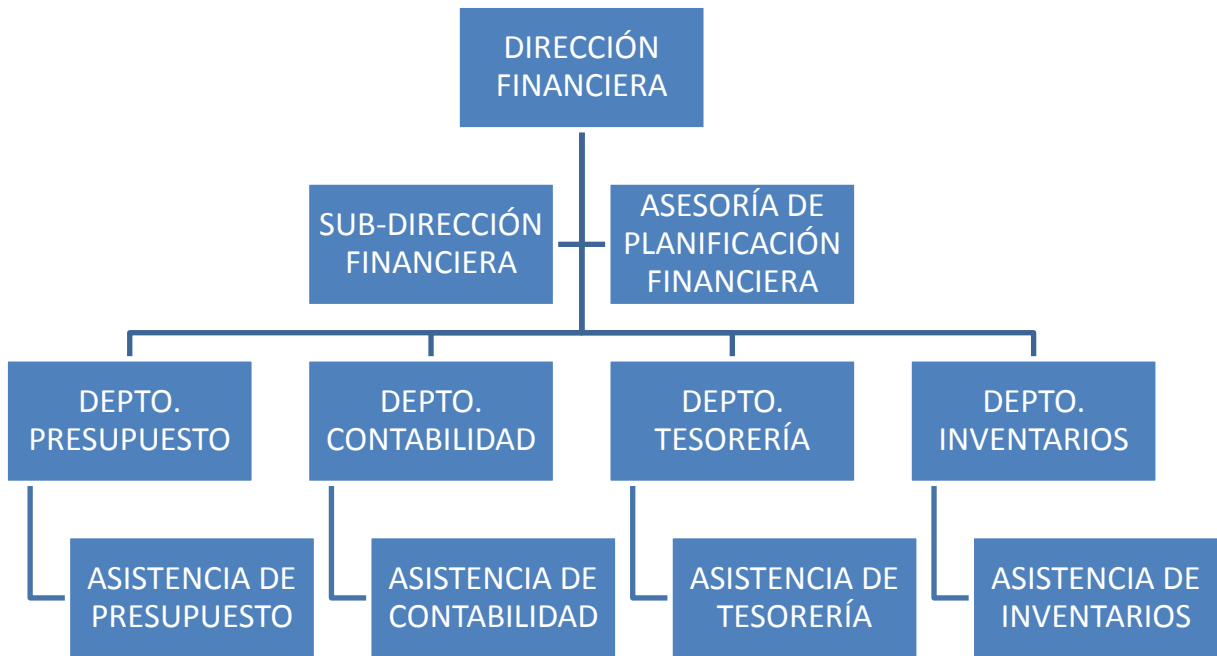 DIRECCIÓN
FINANCIERA
SUB-DIRECCIÓN
FINANCIERA
ASESORÍA DE
PLANIFICACIÓN
FINANCIERA
DEPTO.
PRESUPUESTO
DEPTO.
CONTABILIDAD
DEPTO.
TESORERÍA
DEPTO.
INVENTARIOS
ASISTENCIA DE
PRESUPUESTO
ASISTENCIA DE
CONTABILIDAD
ASISTENCIA DE
TESORERÍA
ASISTENCIA DE
INVENTARIOS